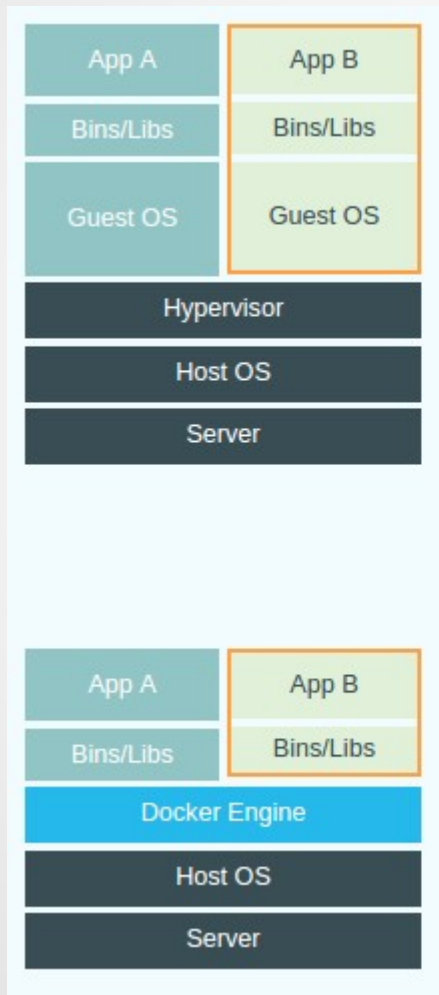 App A
App B
Bins/Libs
Bins/Libs
Guest OS
Guest OS
Hypervisor
Host OS
Server
App A
App B
Bins/Libs
Bins/Libs
Docker Engine
Host OS
Server